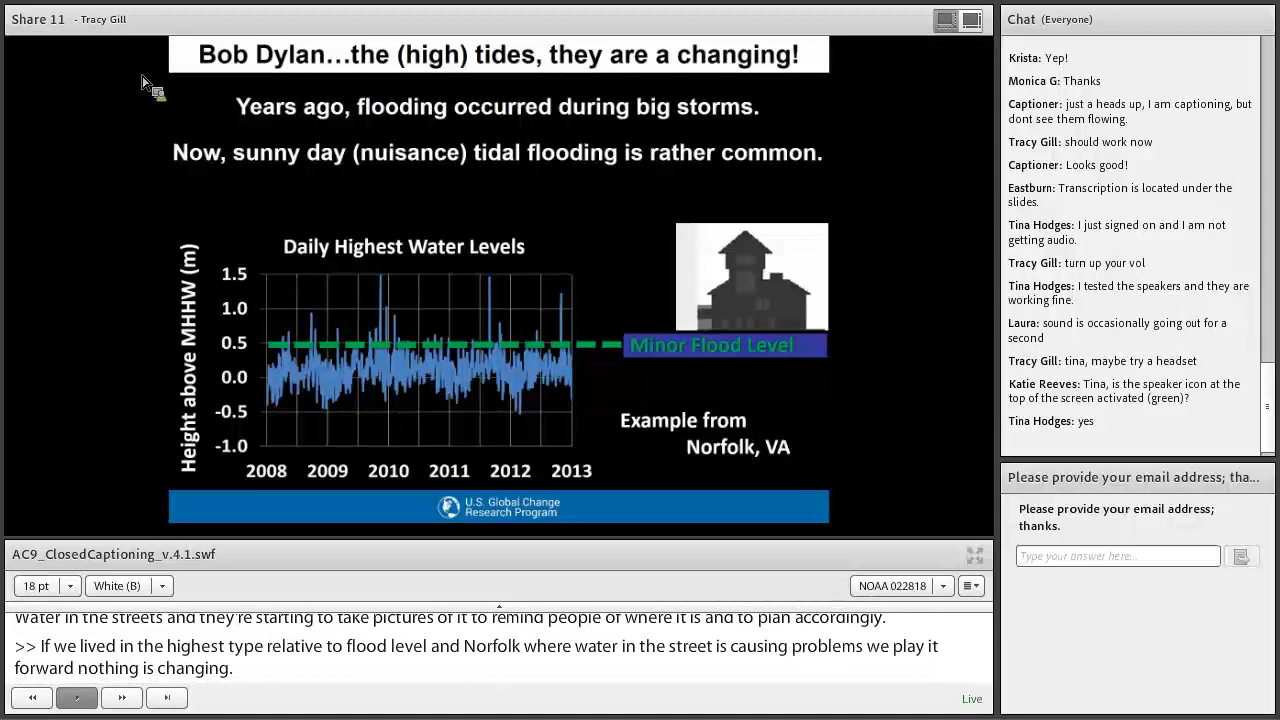 Share 11 - Tracy Gill
Bob Dylan…the (high) tides, they are a changing!
Years ago, flooding occurred during big storms.
Now, sunny day (nuisance) tidal flooding is rather common.
Daily Highest Water Levels
Height above MHHW (m)
1.5
1.0
0.5
0.0
-0.5
-1.0
2008 2009 2010 2011 2012 2013
Minor Flood Level
Example from
Norfolk, VA
U.S. Global Change
Research Program
AC9_ClosedCaptioning_v.4.1.swf
18 pt White (B) NOAA 022818
Water in the streets and they're starting to take pictures of it to remind people of where it is and to plan accordingly.
>> If we lived in the highest type relative to flood level and Norfolk where water in the street is causing problems we play it
forward nothing is changing.
Live
Chat (Everyone)
Krista: Yep!
Monica G: Thanks
Captioner: just a heads up, I am captioning, but
dont see them flowing.
Tracy Gill: should work now
Captioner: Looks good!
Eastburn: Transcription is located under the
slides.
Tina Hodges: I just signed on and I am not
getting audio.
Tracy Gill: turn up your vol
Tina Hodges: I tested the speakers and they are
working fine.
Laura: sound is occasionally going out for a
second
Tracy Gill: tina, maybe try a headset
Katie Reeves: Tina, is the speaker icon at the
top of the screen activated (green)?
Tina Hodges: yes
Please provide your email address; tha...
Please provide your email address;
thanks.
Type your answer here...